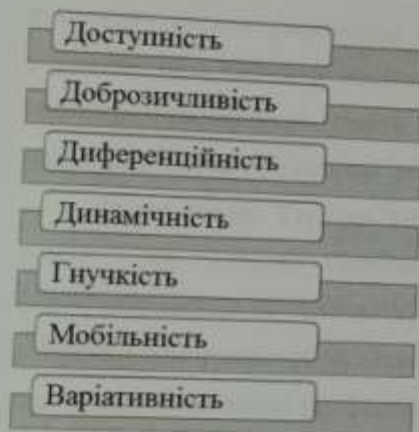 Доступність
Доброзичливість
Диференційність
Динамічність
Гнучкість
Мобільність
Варіативність